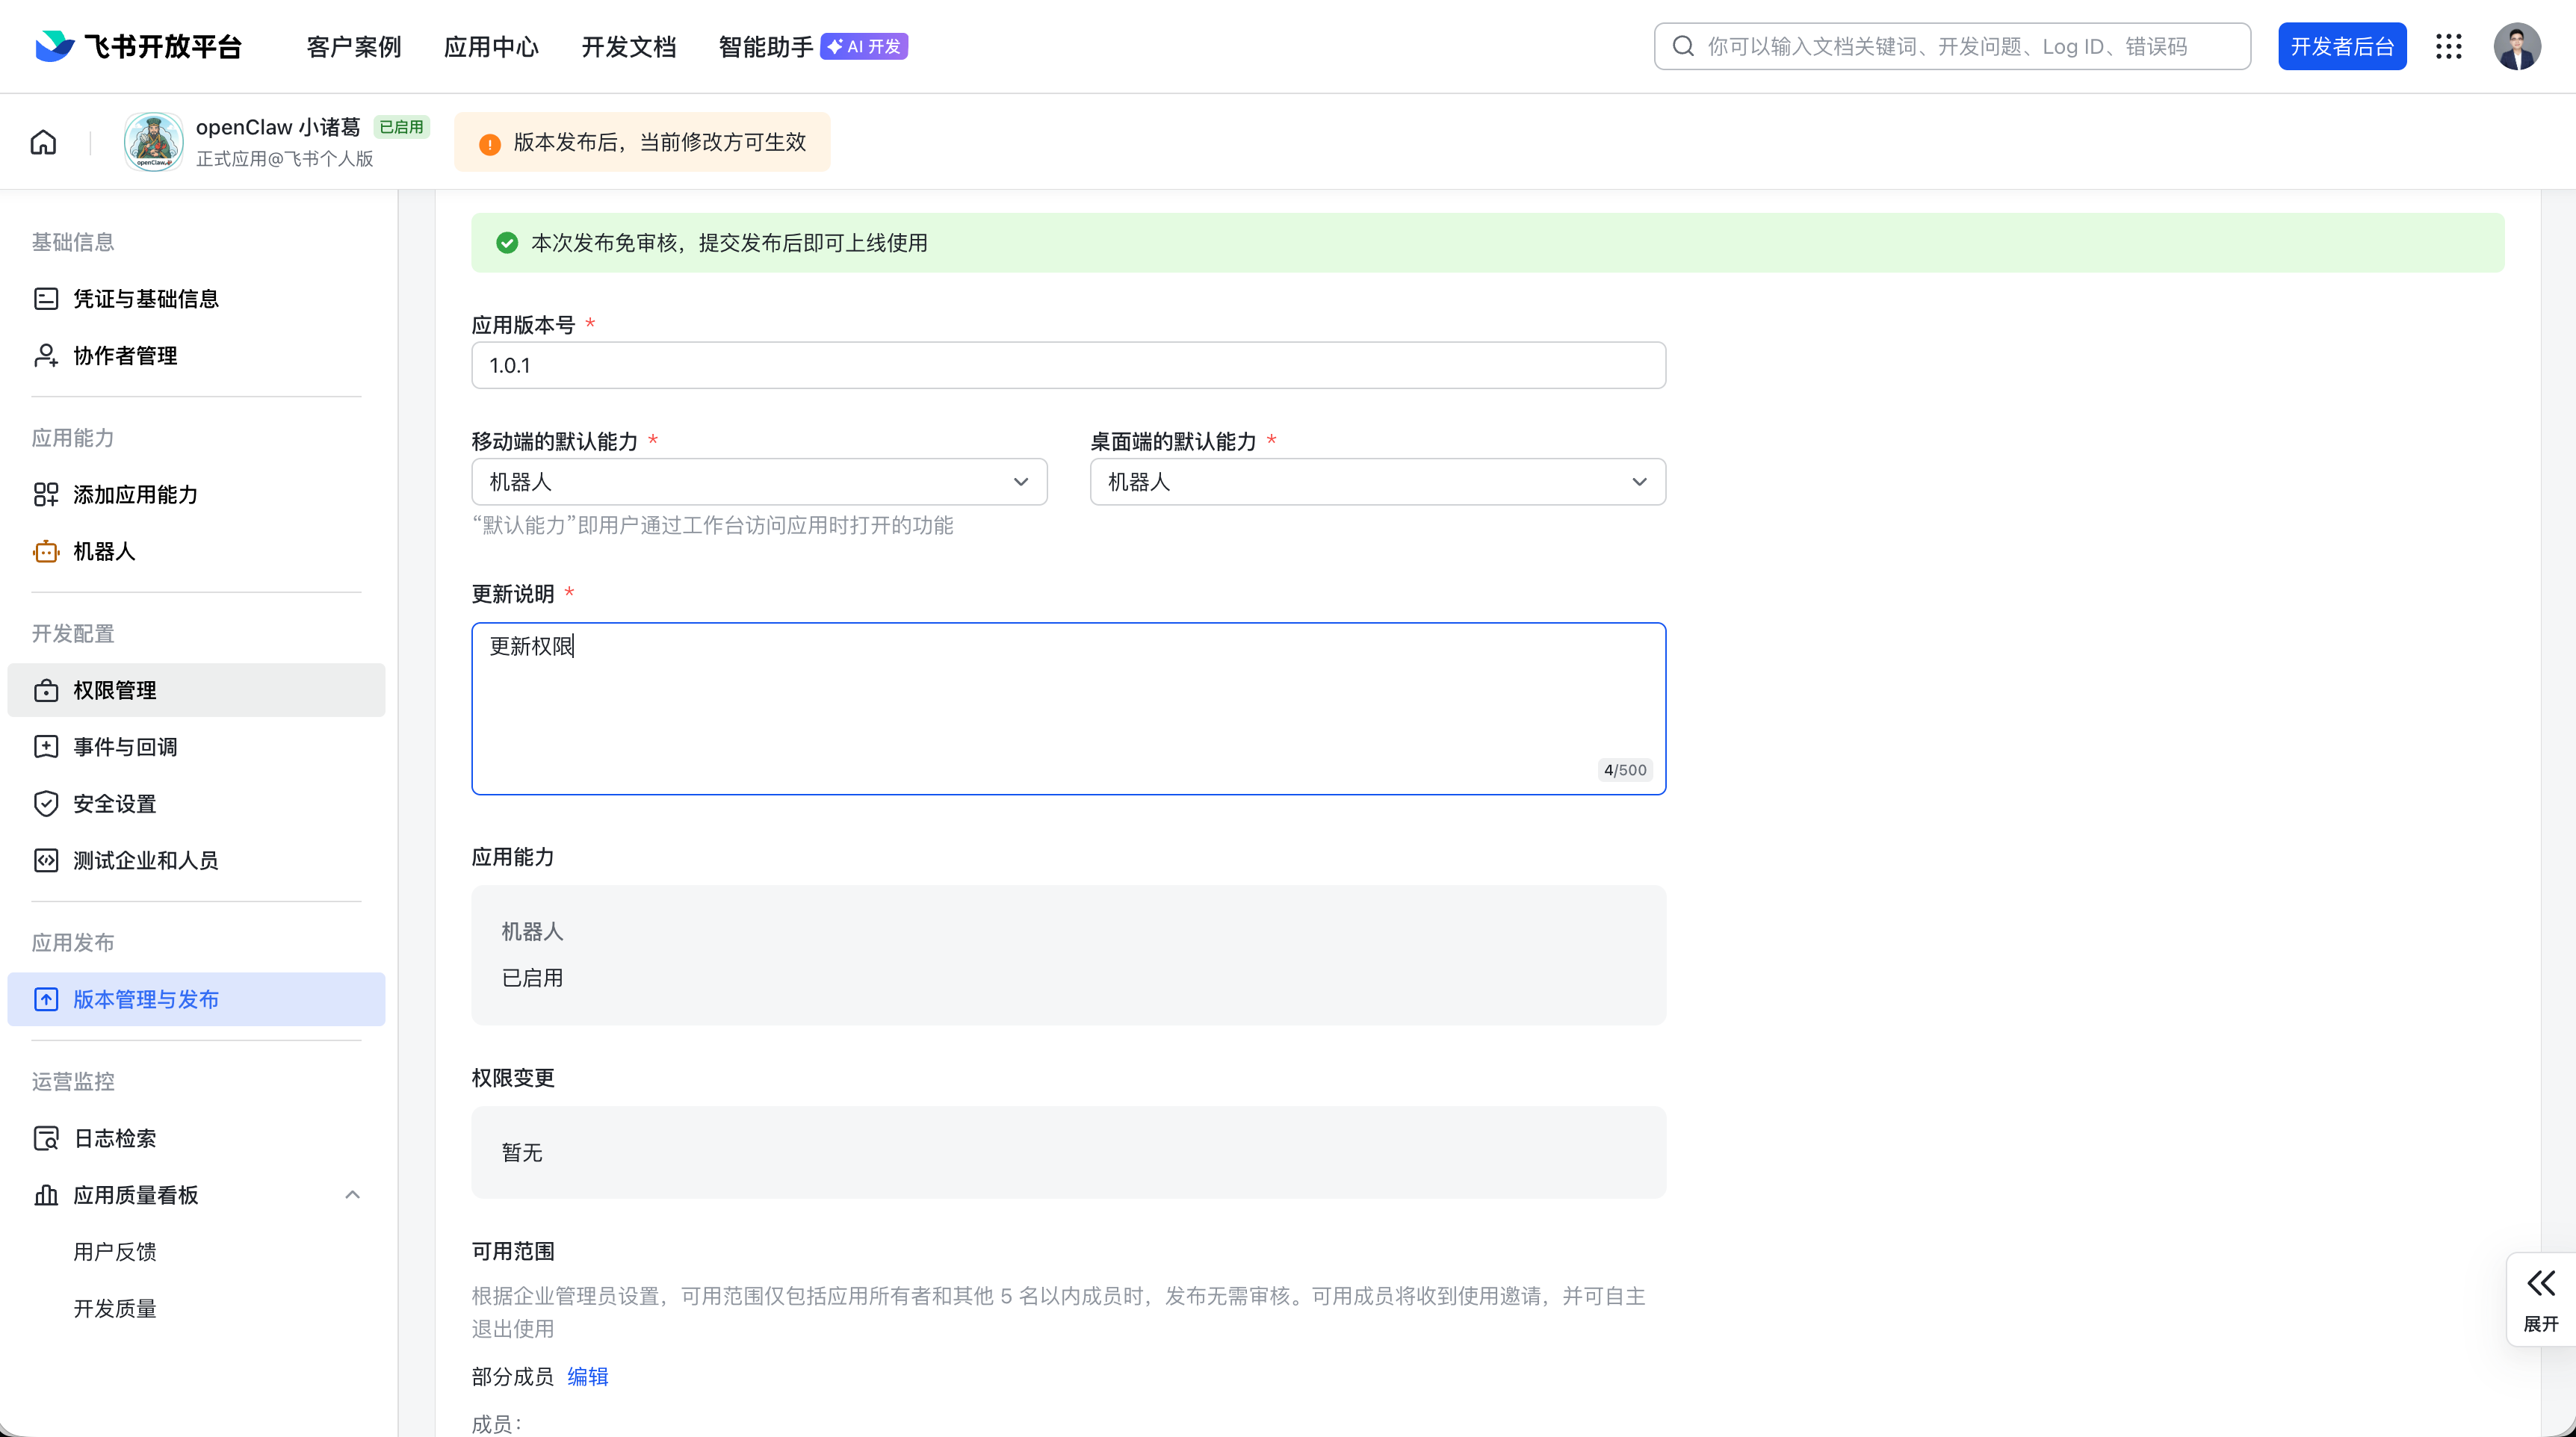 飞书开放平台
客户案例
应用中心
开发文档
智能助手
AI 开发
你可以输入文档关键词、开发问题、Log ID、错误码
开发者后台
openClaw 小诸葛
已启用
正式应用@飞书个人版
openClaw
版本发布后，当前修改方可生效
基础信息
凭证与基础信息
协作者管理
应用能力
添加应用能力
机器人
开发配置
权限管理
事件与回调
安全设置
测试企业和人员
应用发布
版本管理与发布
运营监控
日志检索
应用质量看板
用户反馈
开发质量
本次发布免审核，提交发布后即可上线使用
应用版本号 *
1.0.1
移动端的默认能力 *
桌面端的默认能力 *
机器人
机器人
“默认能力”即用户通过工作台访问应用时打开的功能
更新说明 *
更新权限
4/500
应用能力
机器人
已启用
权限变更
暂无
可用范围
根据企业管理员设置，可用范围仅包括应用所有者和其他 5 名以内成员时，发布无需审核。可用成员将收到使用邀请，并可自主
退出使用
部分成员 编辑
成员：
展开